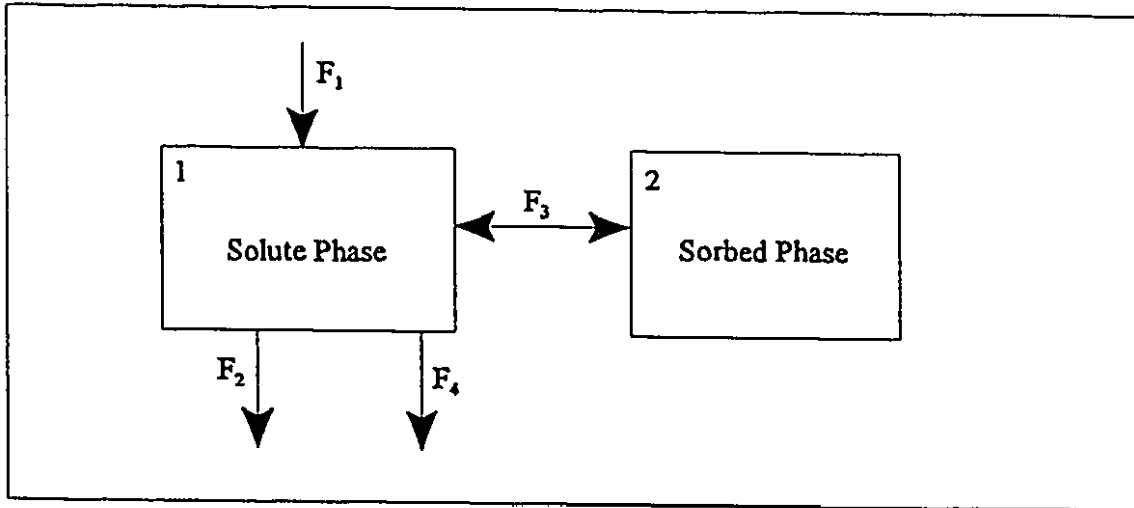 F₁
1
Solute Phase
F₃
2
Sorbed Phase
F₂
F₄